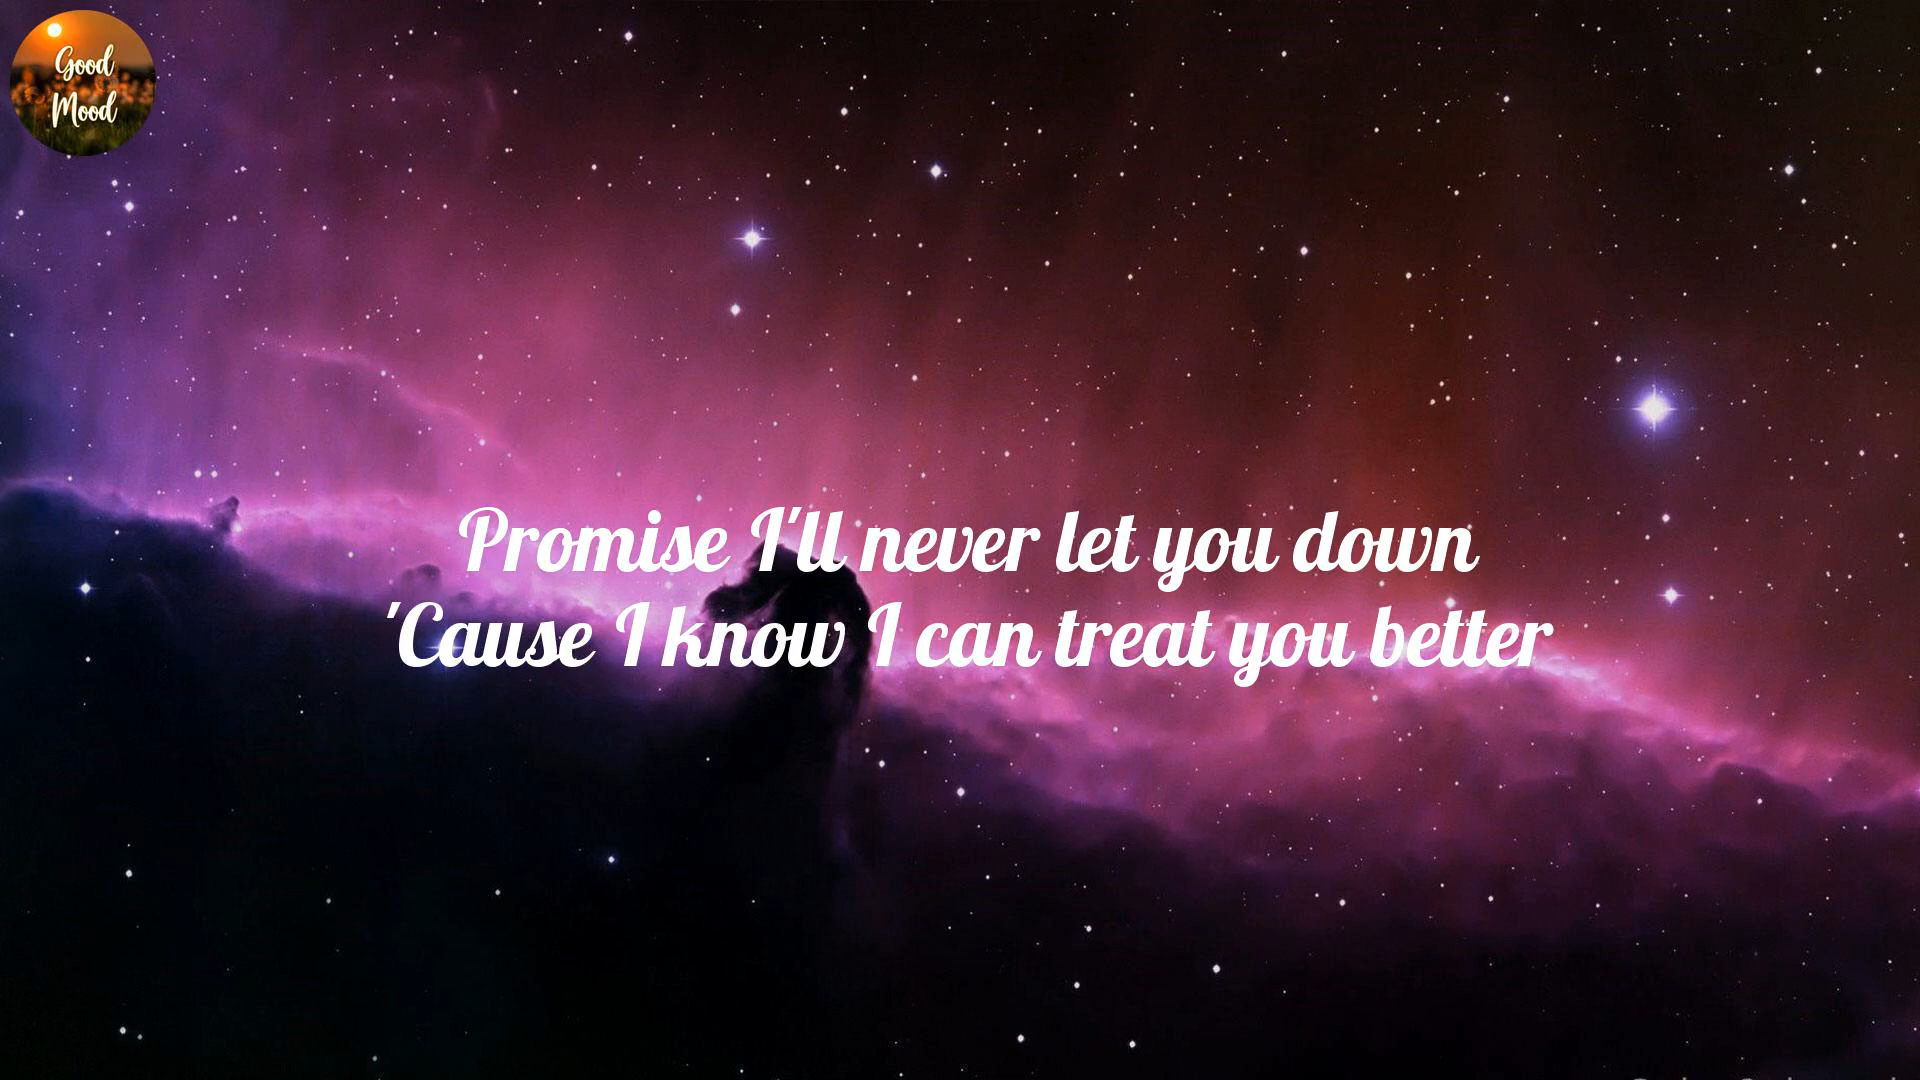 Good
Mood
Promise I'll never let you down
'Cause I know I can treat you better